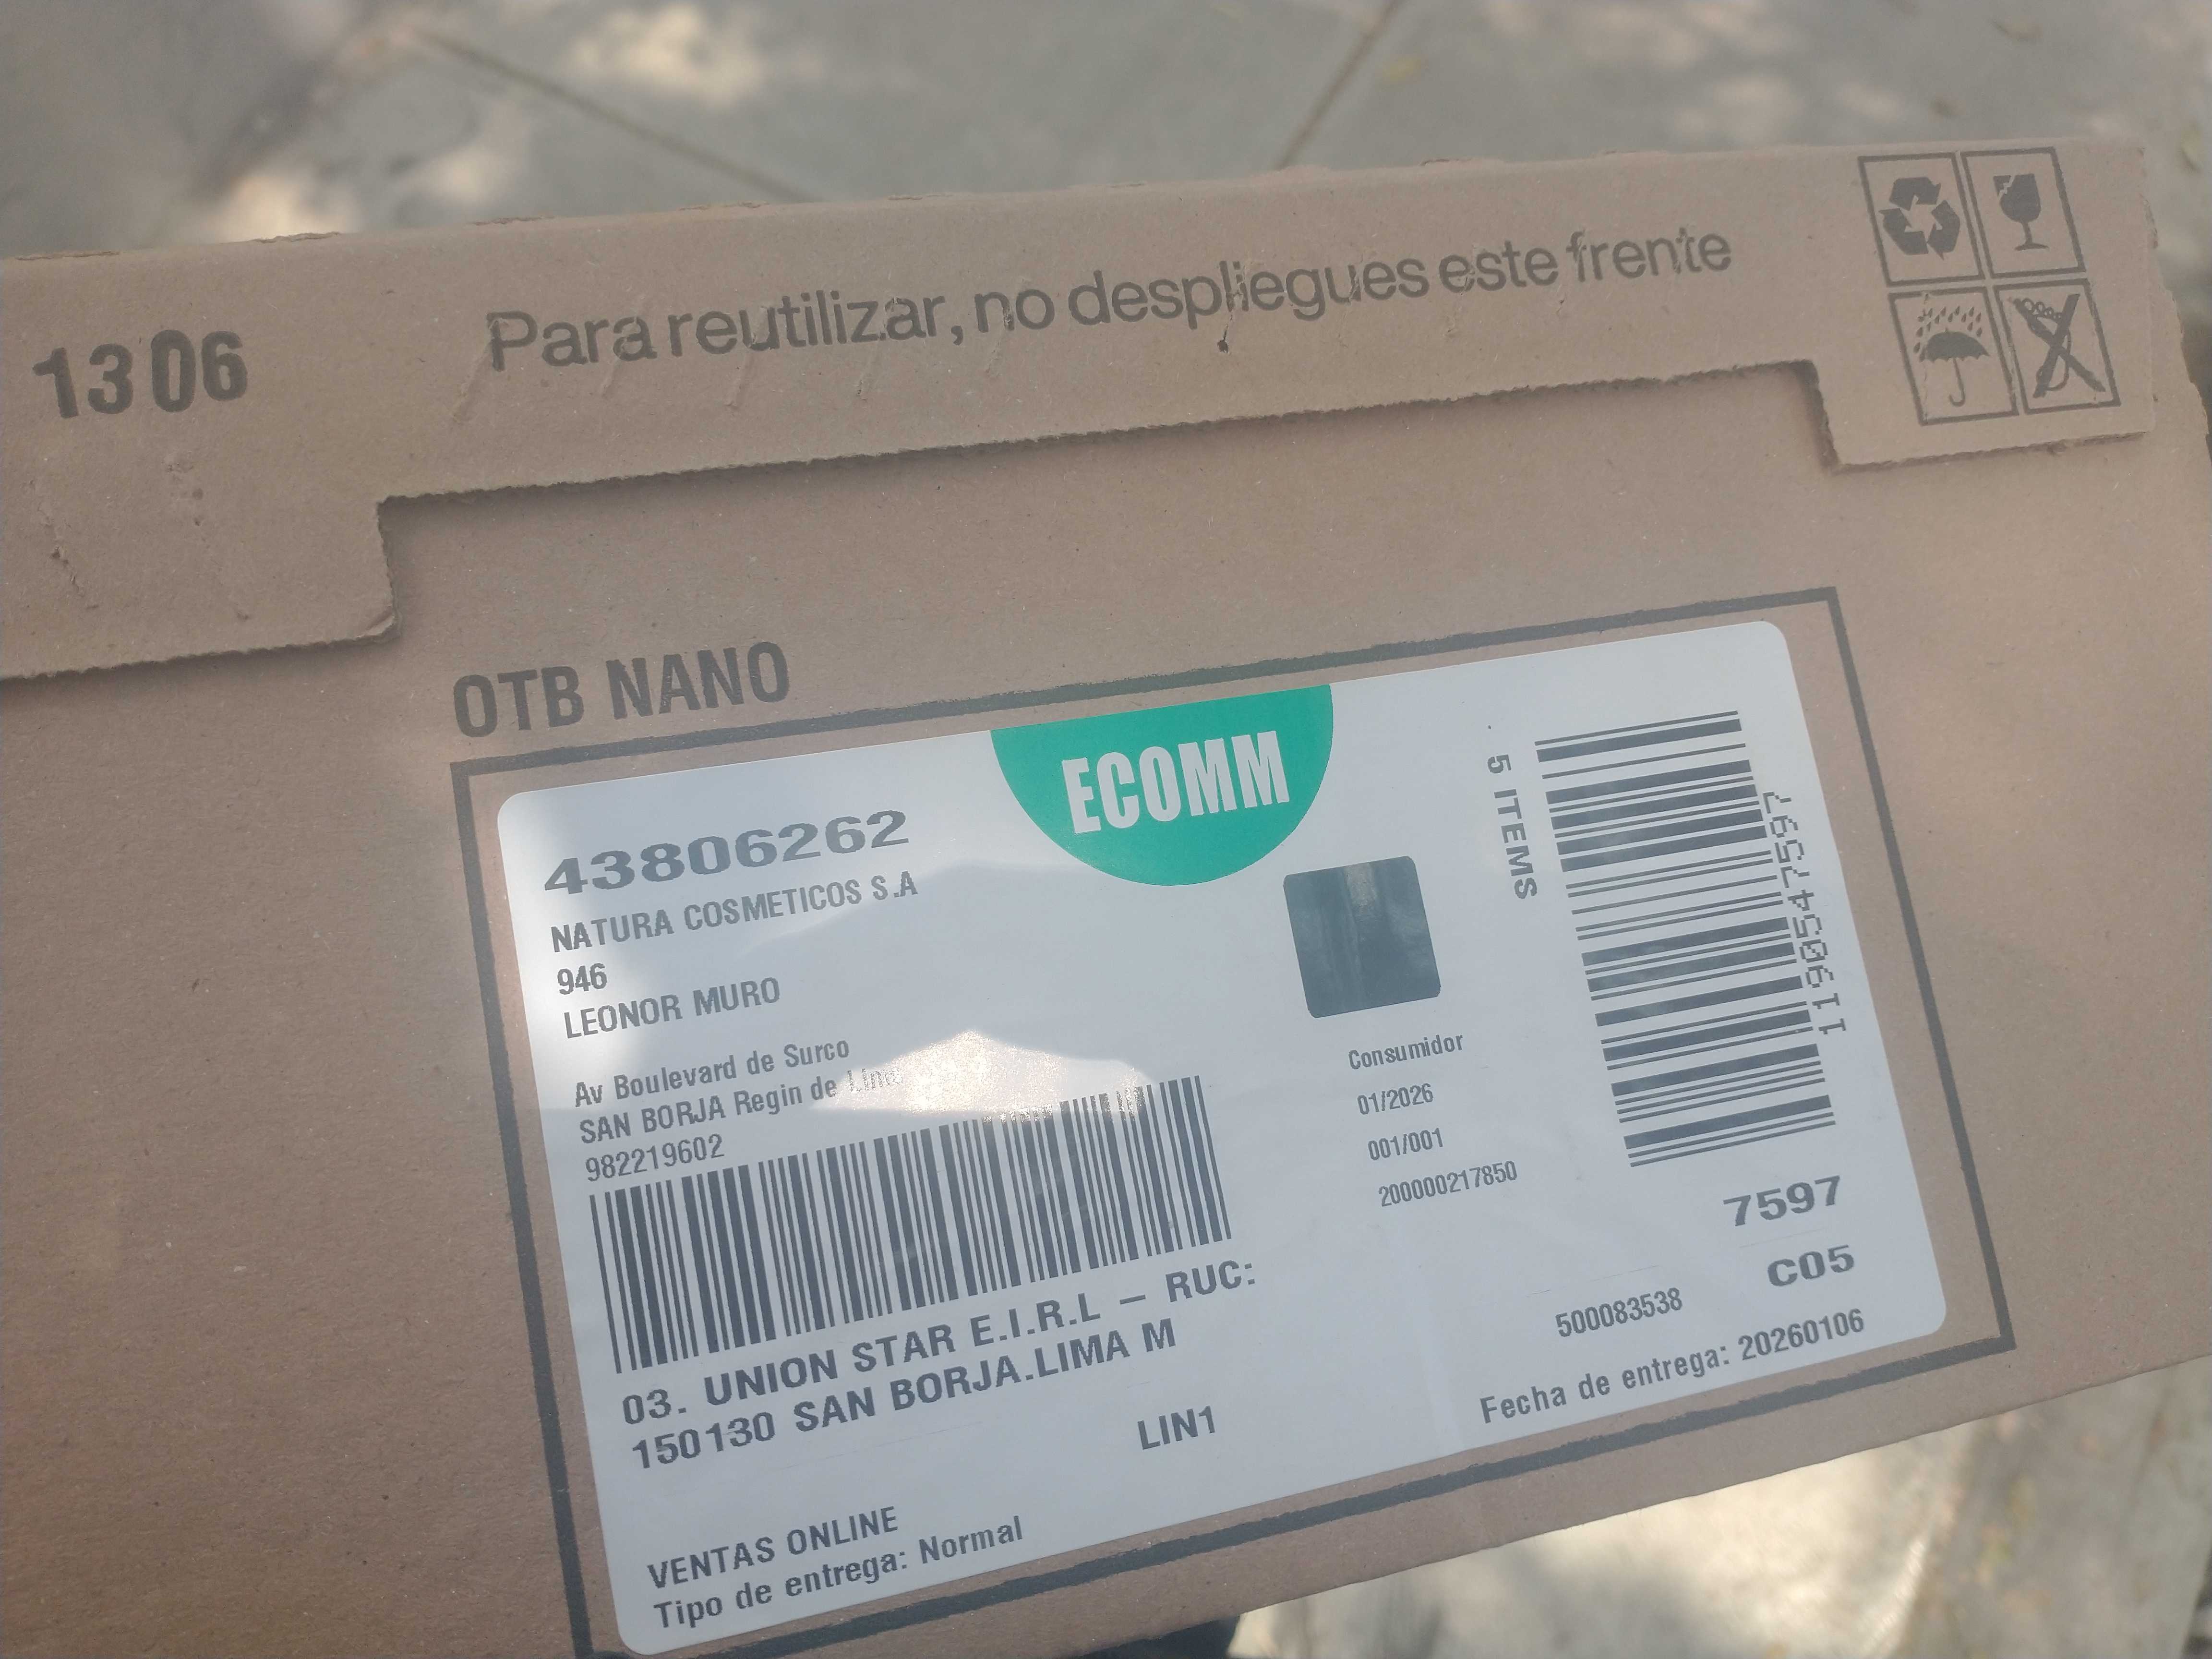 1306
Para reutilizar, no despliegues este frente
OTB NANO
ECOMM
43806262
NATURA COSMETICOS S.A
946
LEONOR MURO
Av Boulevard de Surco
SAN BORJA Regin de Lima
982219602
03. UNION STAR E.I.R.L – RUC:
150130 SAN BORJA.LIMA M
LIN1
VENTAS ONLINE
Tipo de entrega: Normal
5 ITEMS
1190547597
Consumidor
01/2026
001/001
200000217850
7597
C05
500083538
Fecha de entrega: 20260106